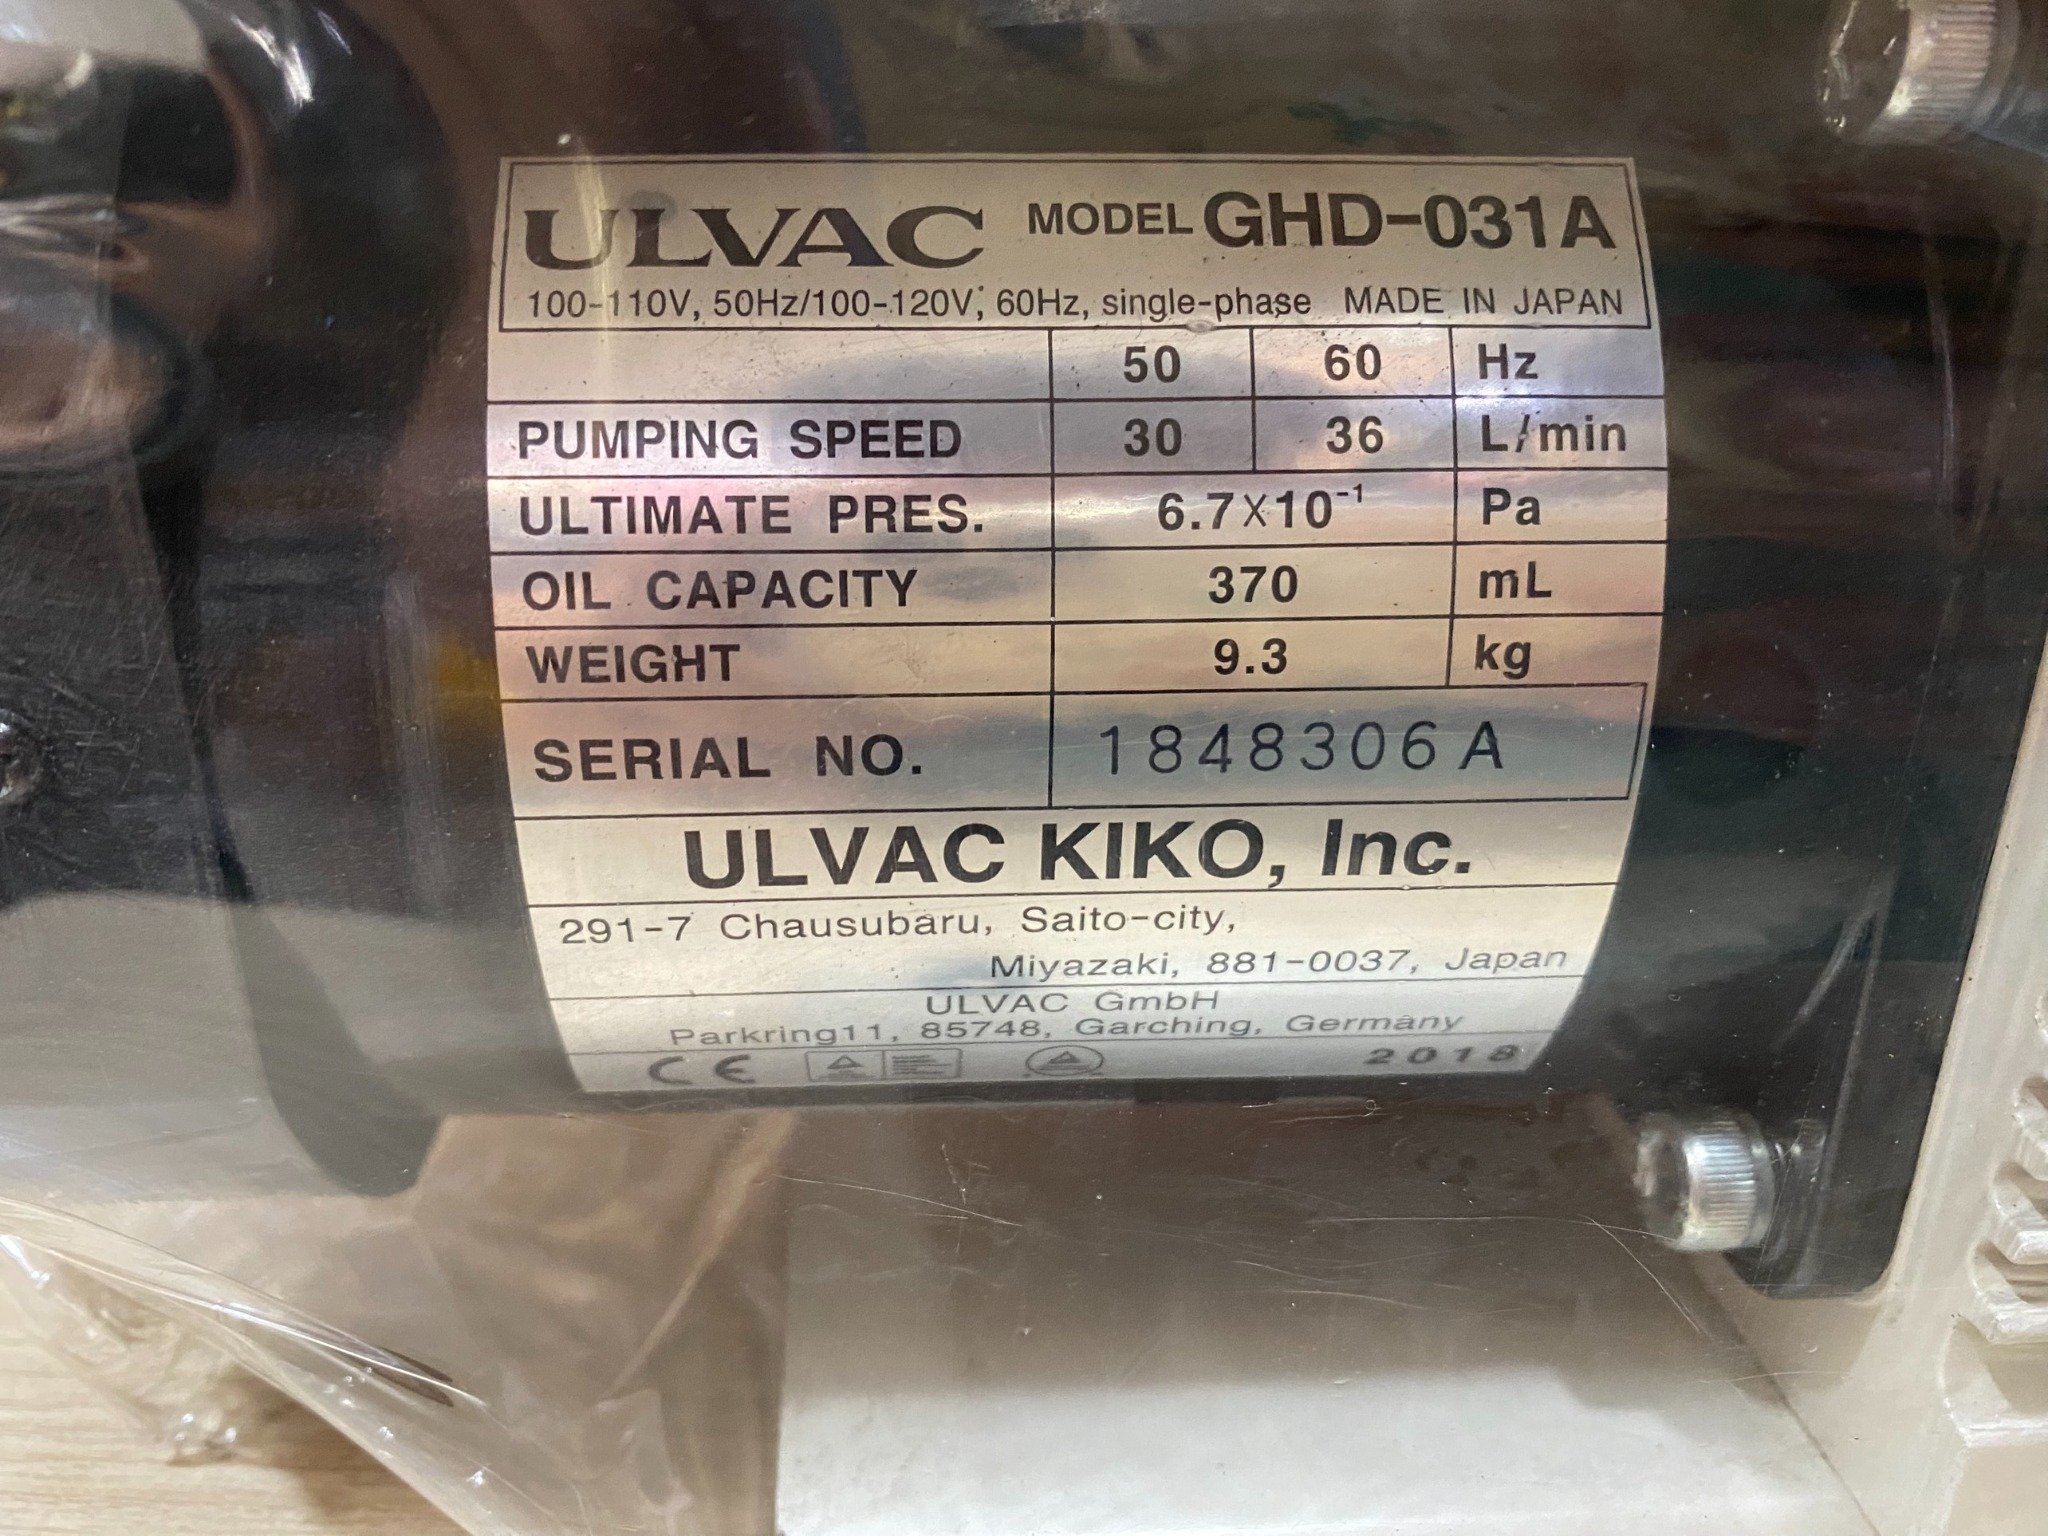 ULVAC MODEL GHD-031A
100-110V, 50Hz/100-120V, 60Hz, single-phase MADE IN JAPAN
50 60 Hz
PUMPING SPEED 30 36 L/min
ULTIMATE PRES. 6.7×10⁻¹ Pa
OIL CAPACITY 370 mL
WEIGHT 9.3 kg
SERIAL NO. 1848306A
ULVAC KIKO, Inc.
291-7 Chausubaru, Saito-city,
Miyazaki, 881-0037, Japan
ULVAC GmbH
Parkring11, 85748, Garching, Germany
CE 2018